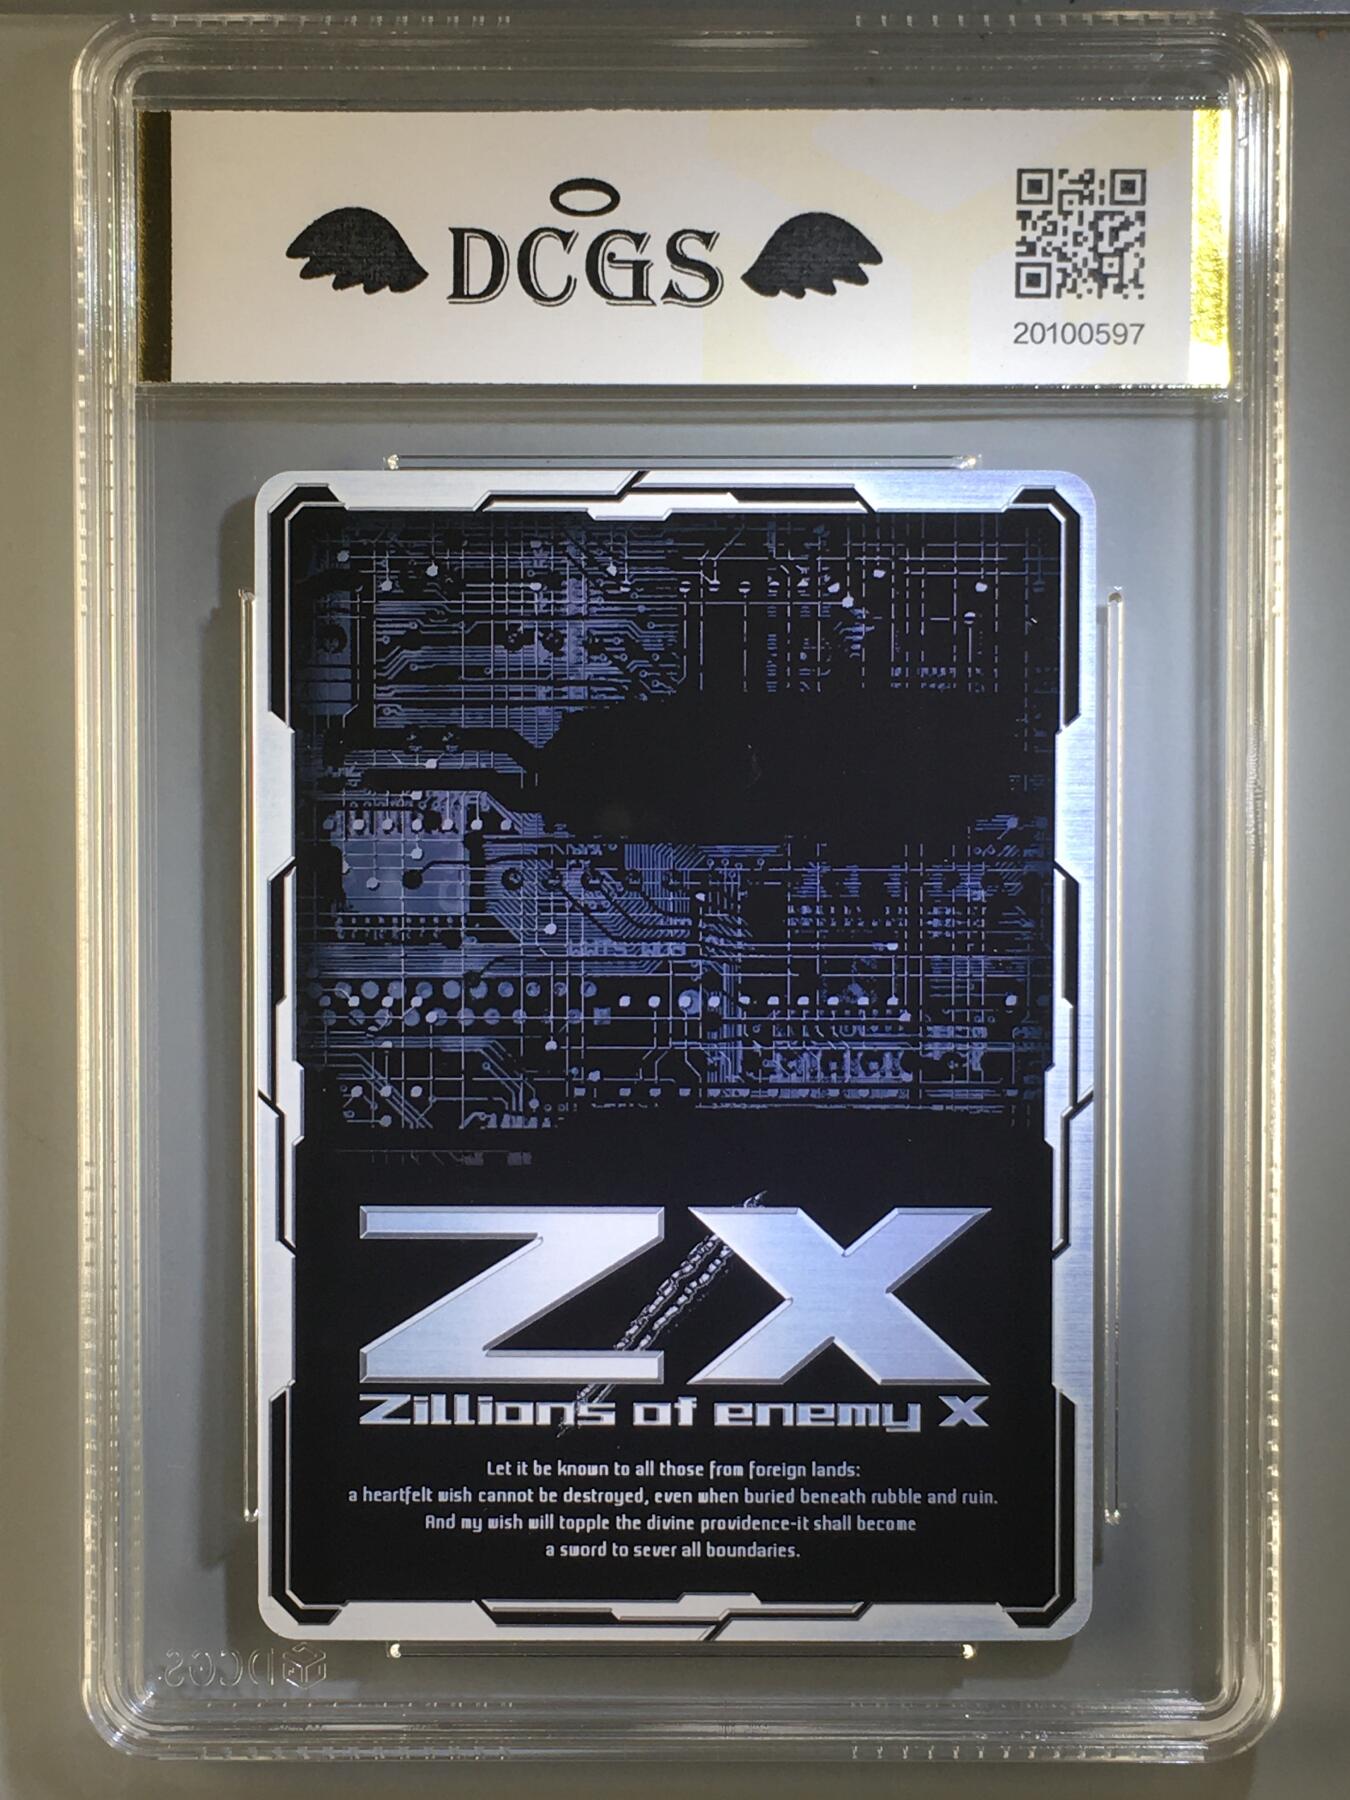 DCGS
20100597
ZX
Zillions of enemy X
Let it be known to all those from foreign lands:
a heartfelt wish cannot be destroyed, even when buried beneath rubble and ruin.
And my wish will topple the divine providence-it shall become
a sword to sever all boundaries.
DCGS